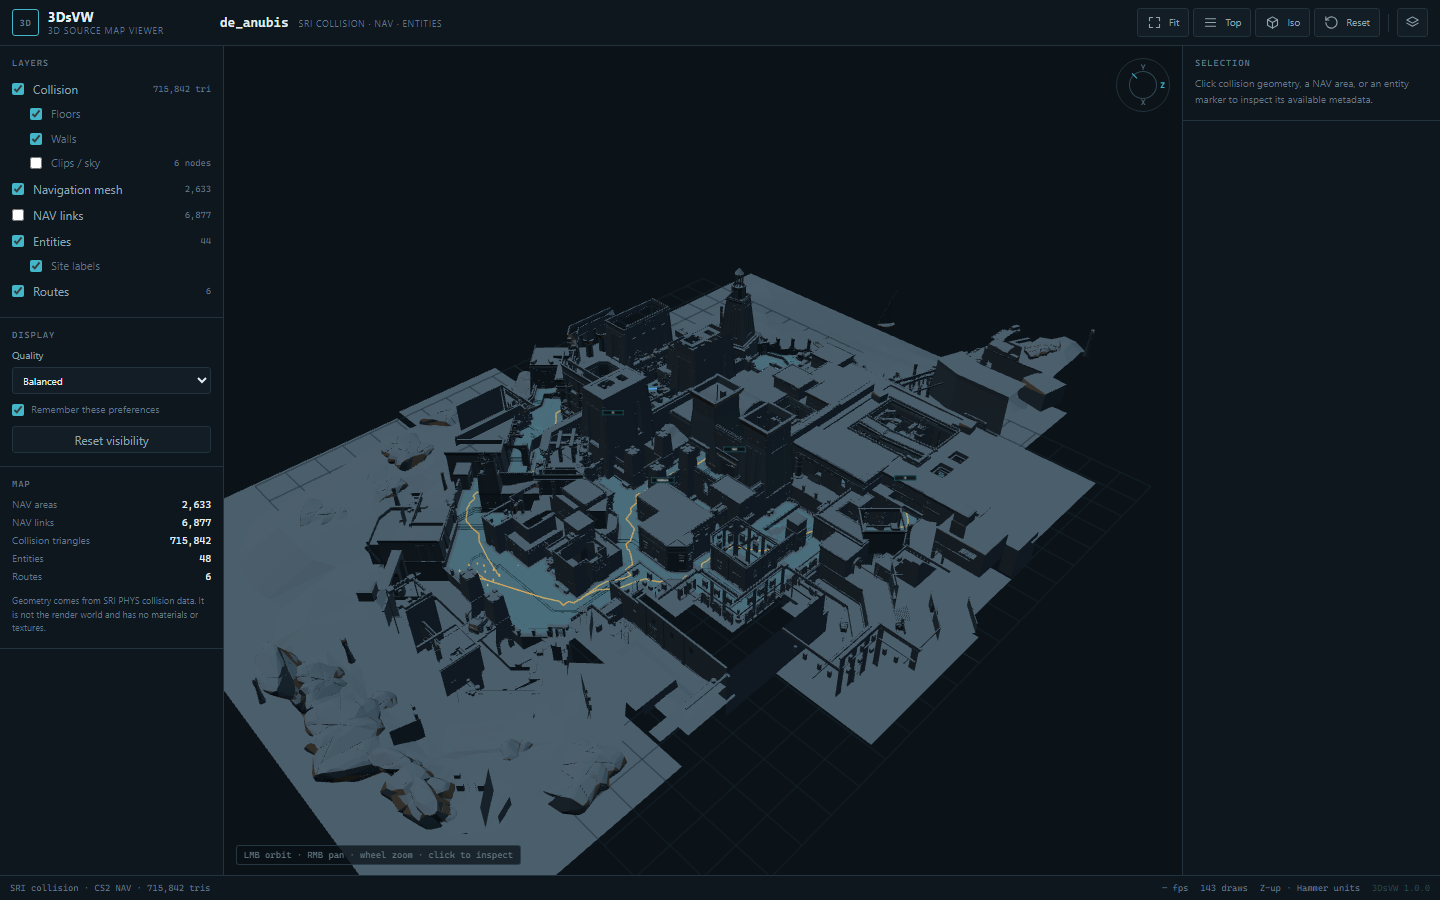 3D
3DsVW
3D SOURCE MAP VIEWER
de_anubis
SRI COLLISION · NAV · ENTITIES
Fit
Top
Iso
Reset
LAYERS
Collision 715,842 tri
Floors
Walls
Clips / sky 6 nodes
Navigation mesh 2,633
NAV links 6,877
Entities 44
Site labels
Routes 6
DISPLAY
Quality
Balanced
Remember these preferences
Reset visibility
MAP
NAV areas 2,633
NAV links 6,877
Collision triangles 715,842
Entities 48
Routes 6
Geometry comes from SRI PHYS collision data. It
is not the render world and has no materials or
textures.
Y
Z
X
LMB orbit · RMB pan · wheel zoom · click to inspect
SELECTION
Click collision geometry, a NAV area, or an entity
marker to inspect its available metadata.
SRI collision · CS2 NAV · 715,842 tris
— fps 143 draws Z-up · Hammer units 3DsVW 1.0.0